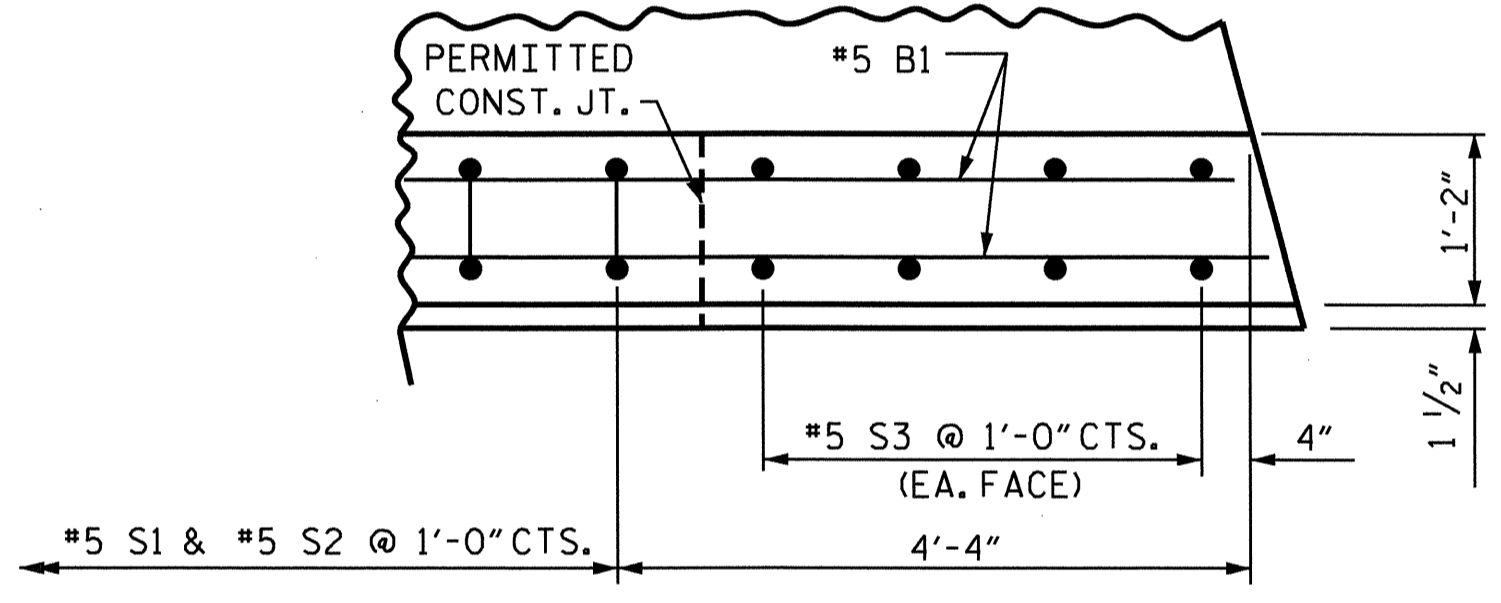 PERMITTED
CONST. JT.
#5 B1
1'-2"
1 1/2"
#5 S3 @ 1'-0" CTS.
(EA. FACE)
4"
#5 S1 & #5 S2 @ 1'-0" CTS.
4'-4"